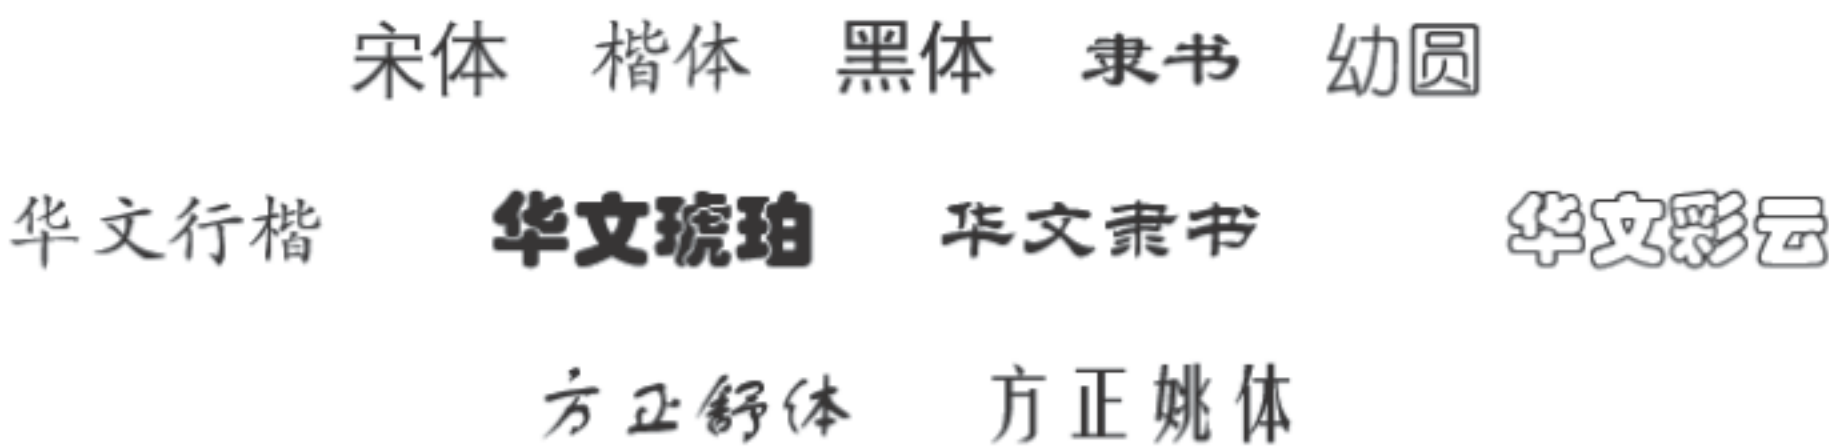 宋体 楷体 黑体 隶书 幼圆
华文行楷 华文琥珀 华文隶书 华文彩云
方正舒体 方正姚体